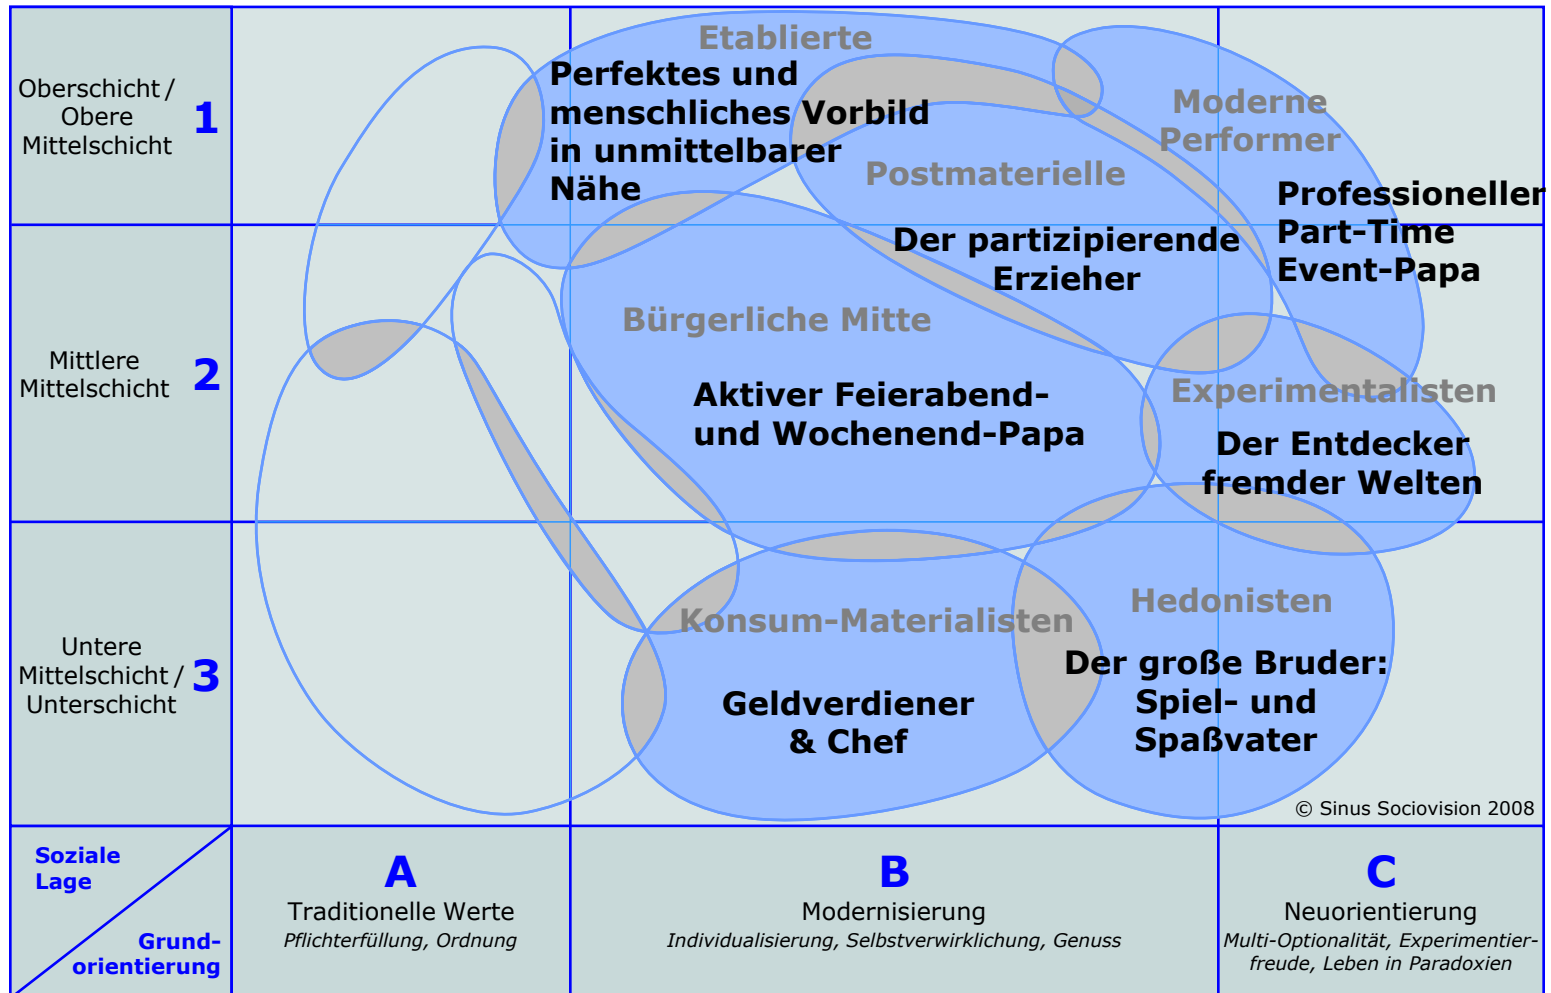 Oberschicht /
Obere
Mittelschicht
1
Etablierte
Perfektes und
menschliches Vorbild
in unmittelbarer
Nähe
Moderne
Performer
Postmaterielle
Professioneller
Part-Time
Event-Papa
Der partizipierende
Erzieher
Mittlere
Mittelschicht
2
Bürgerliche Mitte
Aktiver Feierabend-
und Wochenend-Papa
Experimentalisten
Der Entdecker
fremder Welten
Untere
Mittelschicht /
Unterschicht
3
Konsum-Materialisten
Geldverdiener
& Chef
Hedonisten
Der große Bruder:
Spiel- und
Spaßvater
© Sinus Sociovision 2008
Soziale
Lage
Grund-
orientierung
A
Traditionelle Werte
Pflichterfüllung, Ordnung
B
Modernisierung
Individualisierung, Selbstverwirklichung, Genuss
C
Neuorientierung
Multi-Optionalität, Experimentier-
freude, Leben in Paradoxien